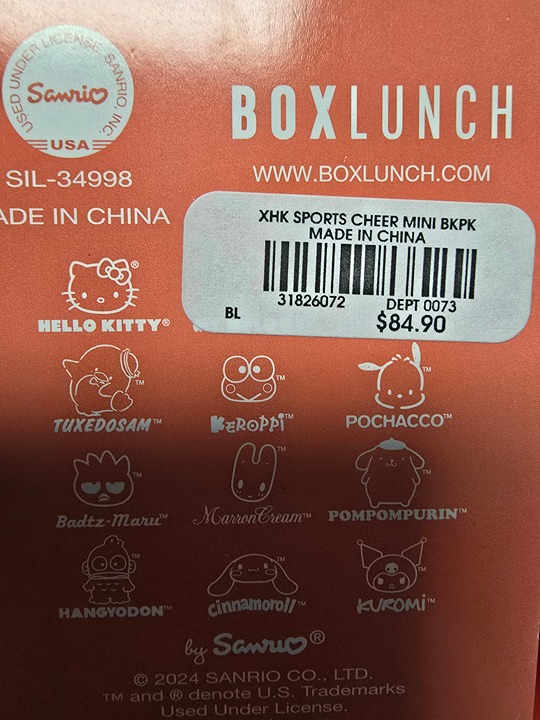 USED UNDER LICENSE SANRIO, INC.
Sanrio
USA
SIL-34998
ADE IN CHINA
BOXLUNCH
WWW.BOXLUNCH.COM
XHK SPORTS CHEER MINI BKPK
MADE IN CHINA
31826072 DEPT 0073
BL $84.90
HELLO KITTY®
TUXEDOSAM™ KEROPPI™ POCHACCO™
Badtz-Maru™ MarronCream™ POMPOMPURIN™
HANGYODON™ cinnamoroll™ KUROMI™
by Sanrio®
© 2024 SANRIO CO., LTD.
TM and ® denote U.S. Trademarks
Used Under License.